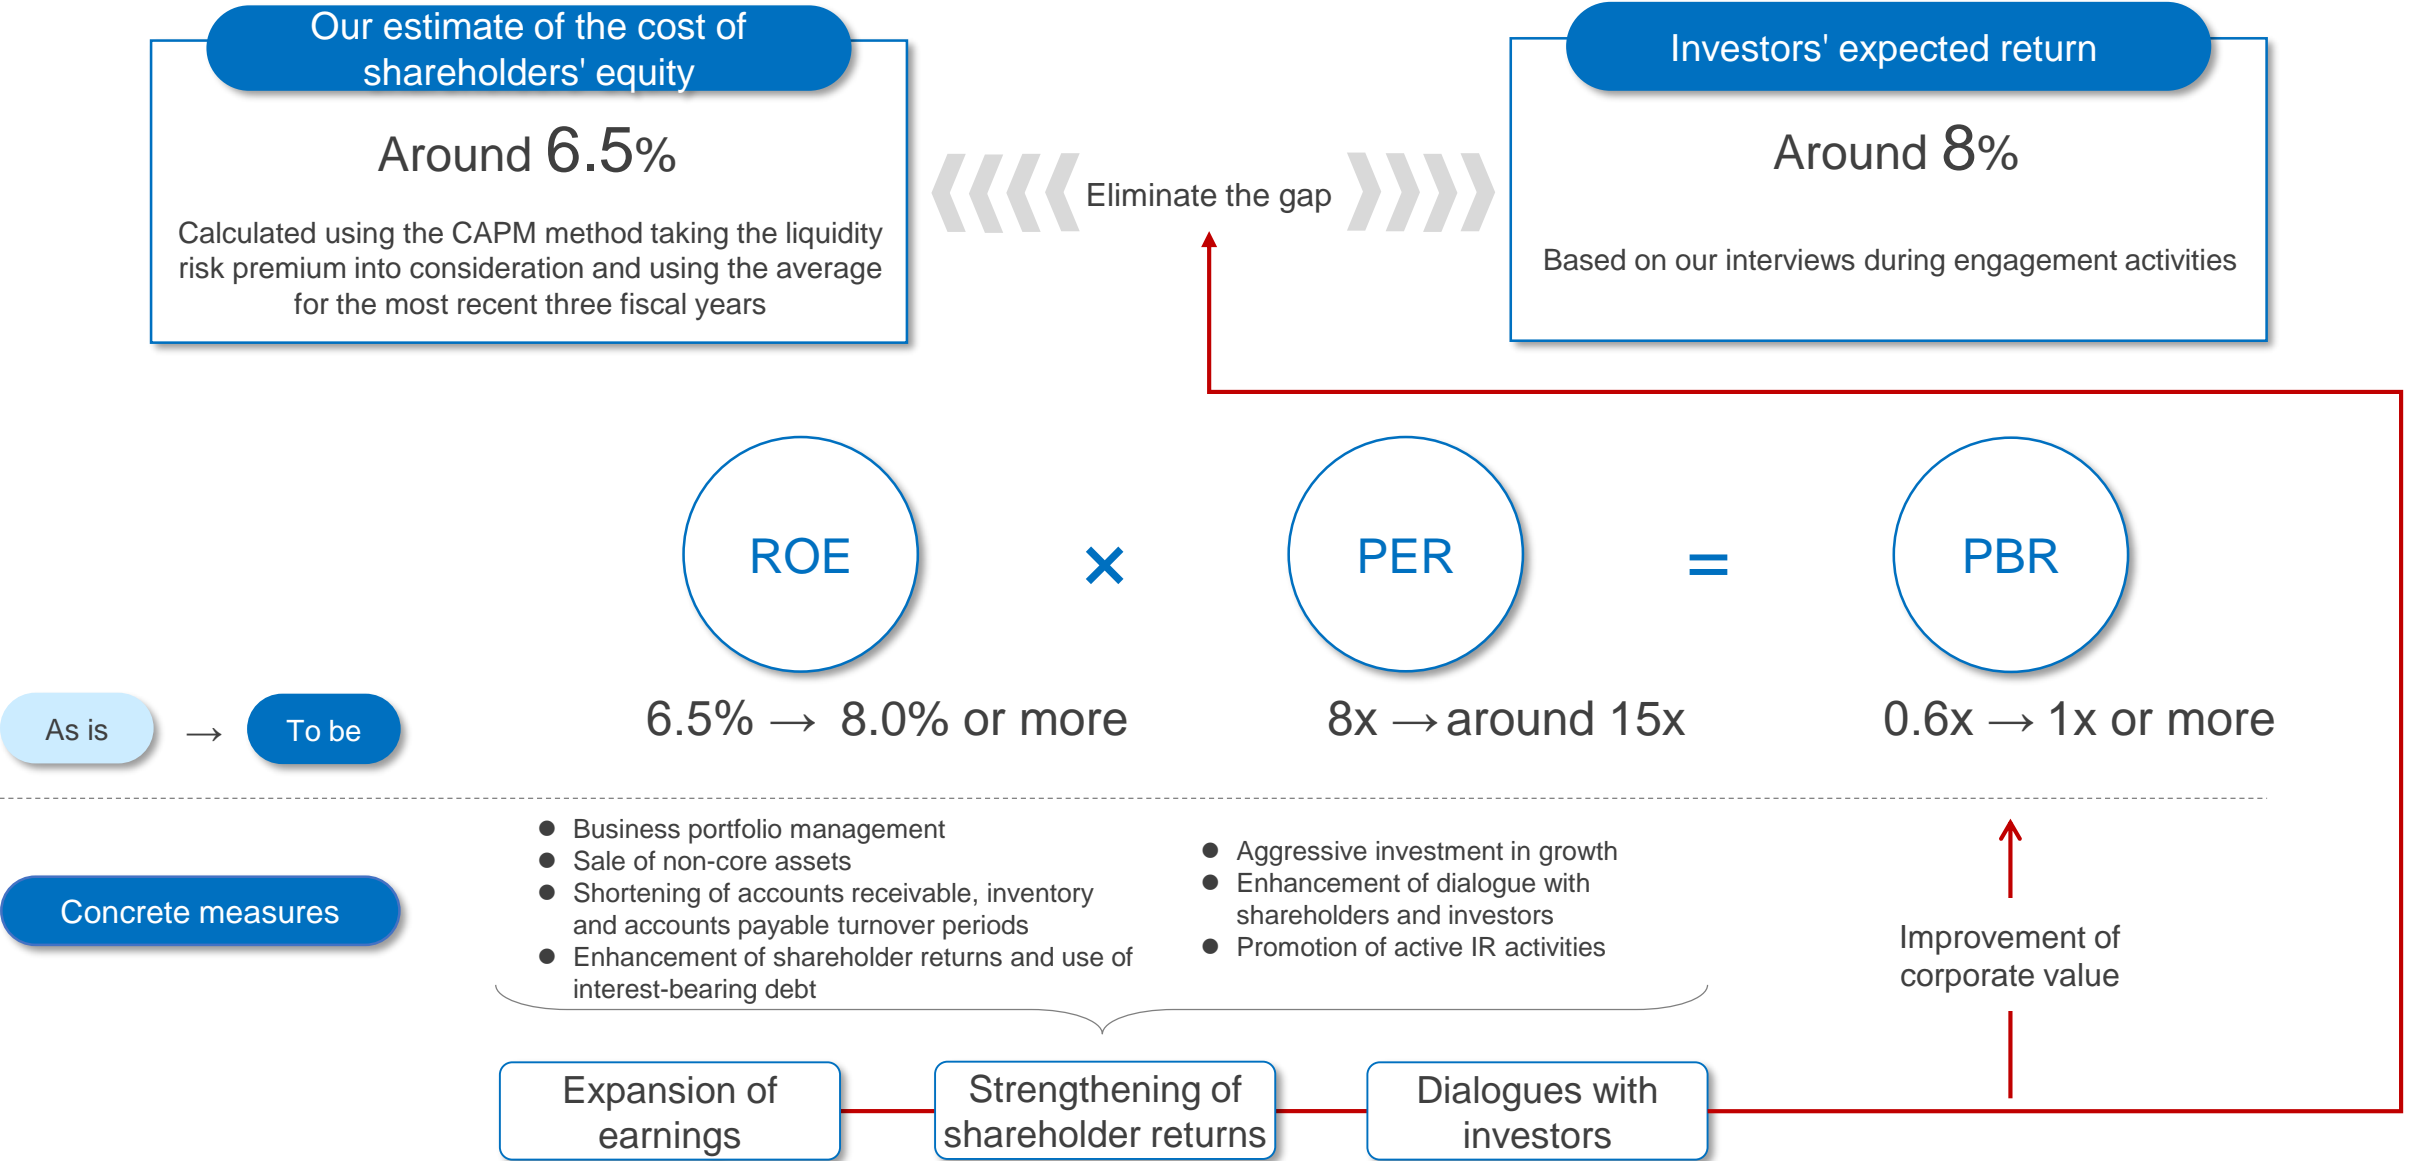 Our estimate of the cost of
shareholders' equity
Around 6.5%
Calculated using the CAPM method taking the liquidity
risk premium into consideration and using the average
for the most recent three fiscal years
Eliminate the gap
Investors' expected return
Around 8%
Based on our interviews during engagement activities
ROE
×
PER
=
PBR
As is
→
To be
6.5% → 8.0% or more
8x → around 15x
0.6x → 1x or more
Concrete measures
● Business portfolio management
● Sale of non-core assets
● Shortening of accounts receivable, inventory
and accounts payable turnover periods
● Enhancement of shareholder returns and use of
interest-bearing debt
● Aggressive investment in growth
● Enhancement of dialogue with
shareholders and investors
● Promotion of active IR activities
Improvement of
corporate value
Expansion of
earnings
Strengthening of
shareholder returns
Dialogues with
investors